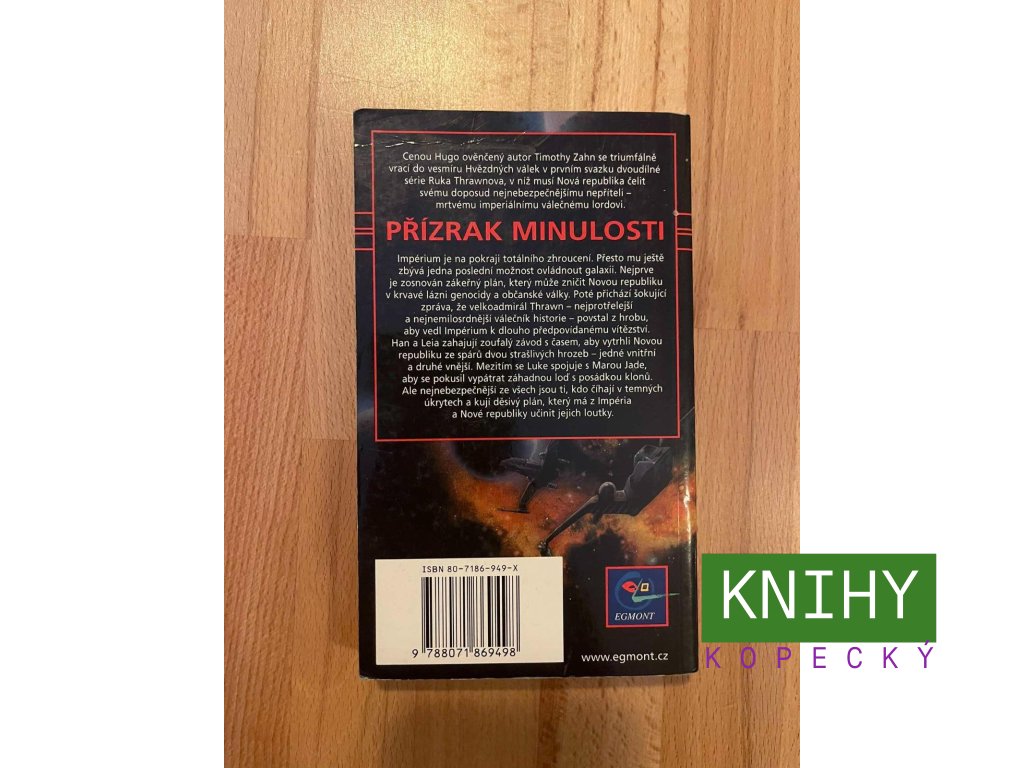 Cenou Hugo ověnčený autor Timothy Zahn se triumfálně
vrací do vesmíru Hvězdných válek v prvním svazku dvoudílné
série Ruka Thrawnova, v níž musí Nová republika čelit
svému doposud nejnebezpečnějšímu nepříteli –
mrtvému imperiálnímu válečnému lordovi.
PŘÍZRAK MINULOSTI
Impérium je na pokraji totálního zhroucení. Přesto mu ještě
zbývá jedna poslední možnost ovládnout galaxii. Nejprve
je zosnován zákeřný plán, který může zničit Novou republiku
v krvavé lázni genocidy a občanské války. Poté přichází šokující
zpráva, že velkoadmirál Thrawn – nejprotřelejší
a nejnemilosrdnější válečník historie – povstal z hrobu,
aby vedl Impérium k dlouho předpovídanému vítězství.
Han a Leia zahajují zoufalý závod s časem, aby vytrhli Novou
republiku ze spárů dvou strašlivých hrozeb – jedné vnitřní
a druhé vnější. Mezitím se Luke spojuje s Marou Jade,
aby se pokusil vypátrat záhadnou loď s posádkou klonů.
Ale nejnebezpečnější ze všech jsou ti, kdo číhají v temných
úkrytech a kují děsivý plán, který má z Impéria
a Nové republiky učinit jejich loutky.
ISBN 80-7186-949-X
9 788071 869498
EGMONT
www.egmont.cz
KNIHY
KOPECKÝ